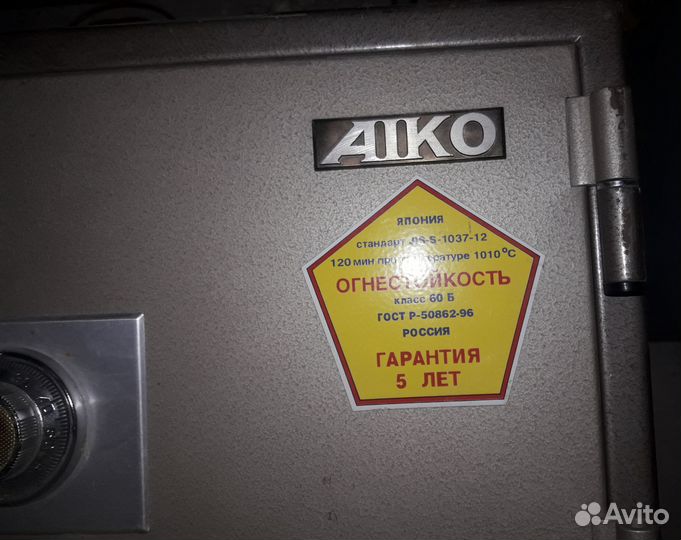 AIKO
ЯПОНИЯ
стандарт JIS-S-1037-12
120 мин при температуре 1010°C
ОГНЕСТОЙКОСТЬ
класс 60 Б
ГОСТ Р-50862-96
РОССИЯ
ГАРАНТИЯ
5 ЛЕТ
Avito